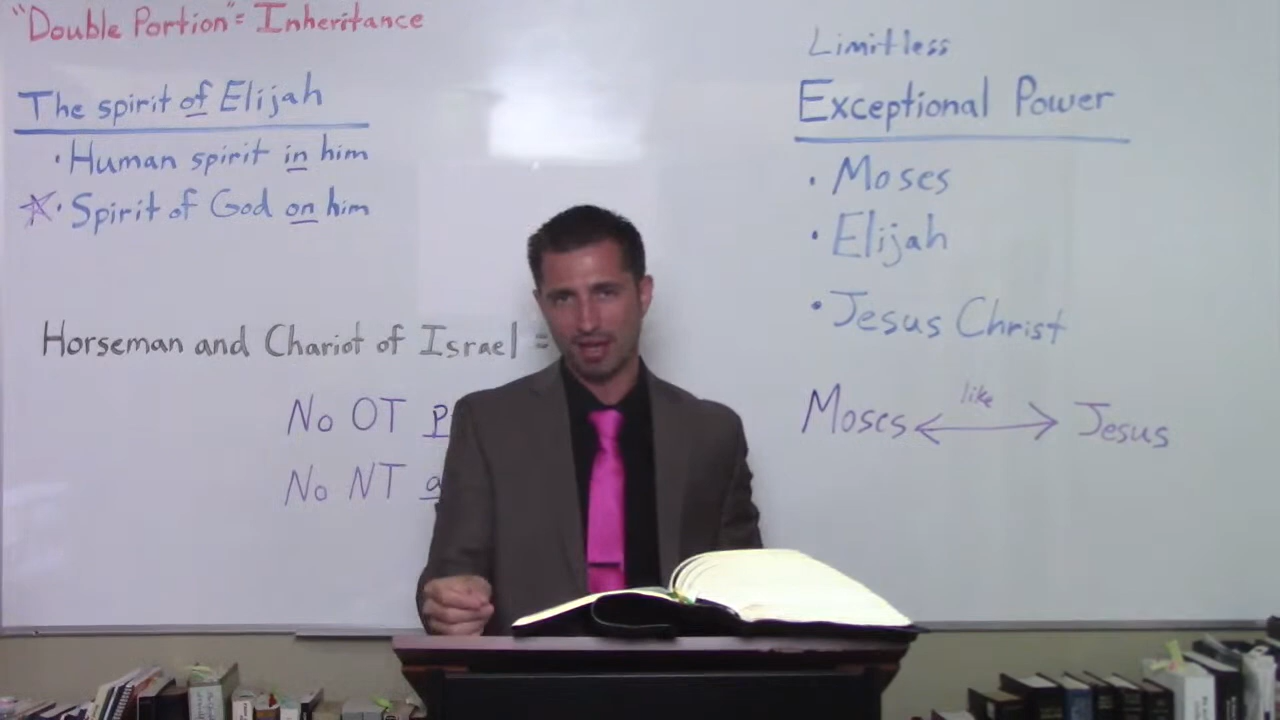 "Double Portion" = Inheritance
The spirit of Elijah
· Human spirit in him
☆· Spirit of God on him
Horseman and Chariot of Israel =
No OT
No NT
Limitless
Exceptional Power
· Moses
· Elijah
· Jesus Christ
like
Moses ↔ Jesus